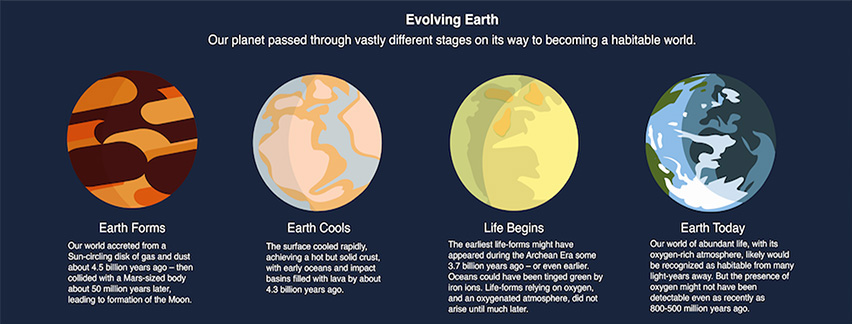 Evolving Earth
Our planet passed through vastly different stages on its way to becoming a habitable world.
Earth Forms
Our world accreted from a
Sun-circling disk of gas and dust
about 4.5 billion years ago – then
collided with a Mars-sized body
about 50 million years later,
leading to formation of the Moon.
Earth Cools
The surface cooled rapidly,
achieving a hot but solid crust,
with early oceans and impact
basins filled with lava by about
4.3 billion years ago.
Life Begins
The earliest life-forms might have
appeared during the Archean Era some
3.7 billion years ago – or even earlier.
Oceans could have been tinged green by
iron ions. Life-forms relying on oxygen,
and an oxygenated atmosphere, did not
arise until much later.
Earth Today
Our world of abundant life, with its
oxygen-rich atmosphere, likely would
be recognized as habitable from many
light-years away. But the presence of
oxygen might not have been
detectable even as recently as
800-500 million years ago.